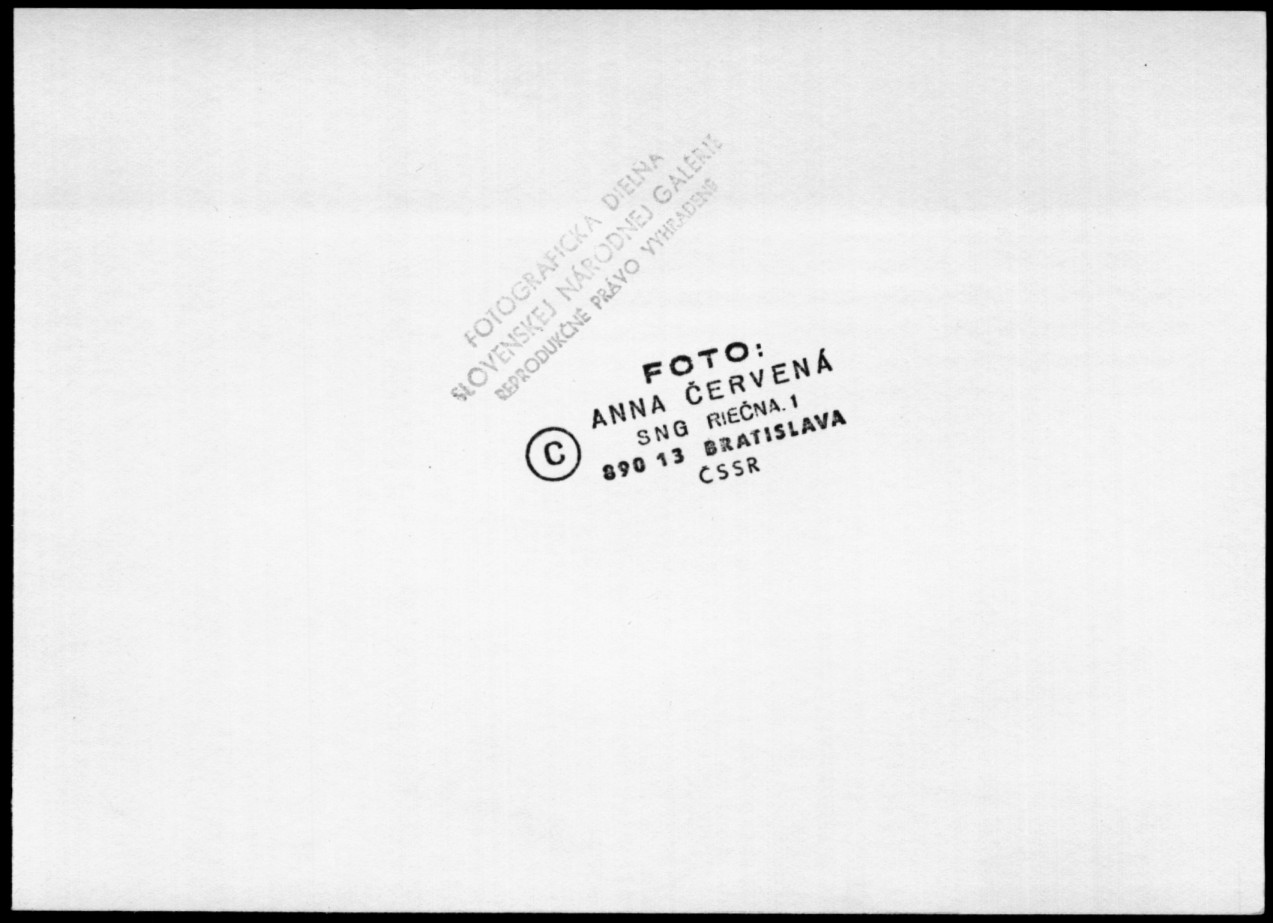 FOTOGRAFICKÁ DIELŇA
SLOVENSKEJ NÁRODNEJ GALÉRIE
REPRODUKČNÉ PRÁVO VYHRADENÉ
FOTO:
ANNA ČERVENÁ
SNG RIEČNA.1
890 13 BRATISLAVA
ČSSR
©